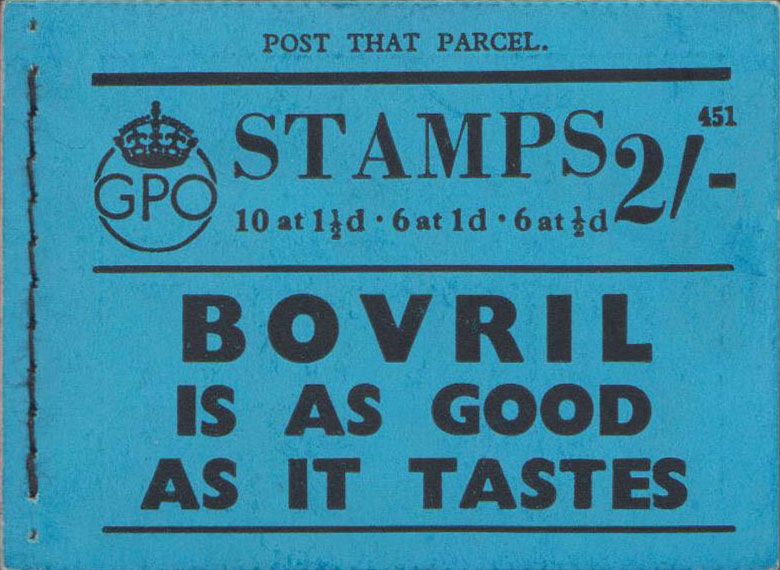 POST THAT PARCEL.
451
STAMPS 2/-
GPO
10 at 1½d · 6 at 1d · 6 at ½d
BOVRIL
IS AS GOOD
AS IT TASTES